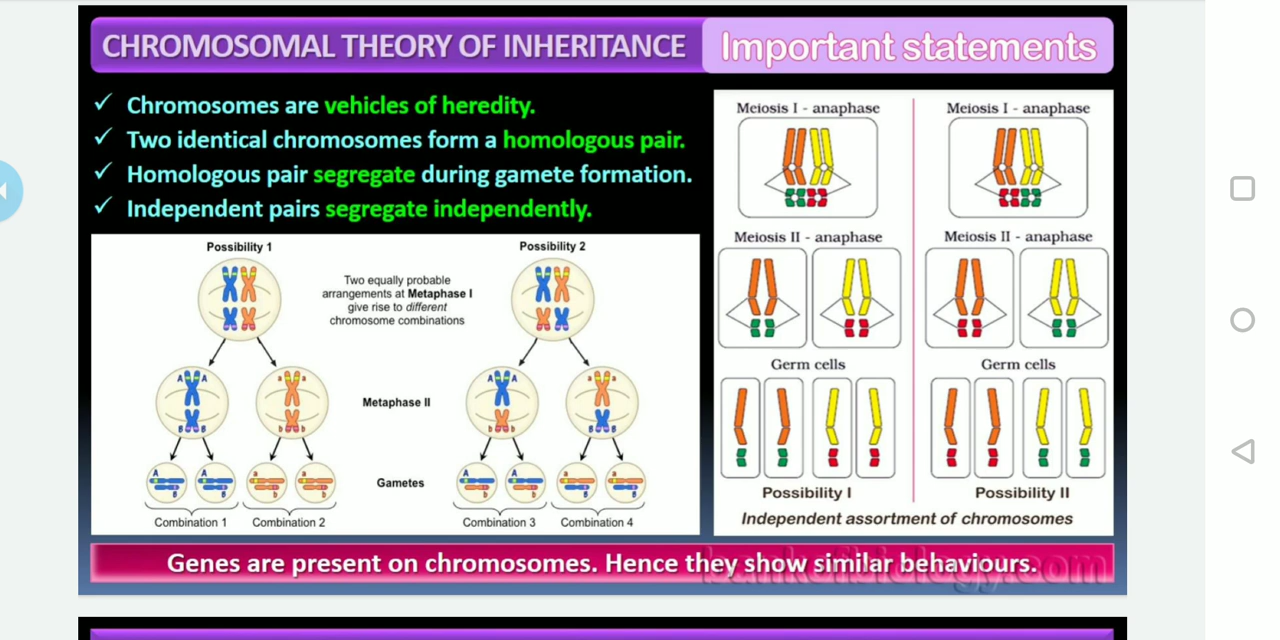 CHROMOSOMAL THEORY OF INHERITANCE
Important statements
✓ Chromosomes are vehicles of heredity.
✓ Two identical chromosomes form a homologous pair.
✓ Homologous pair segregate during gamete formation.
✓ Independent pairs segregate independently.
Possibility 1
Possibility 2
Two equally probable
arrangements at Metaphase I
give rise to different
chromosome combinations
A A
a a
A A
a a
Metaphase II
B B
b b
b b
B B
A
A
a
a
A
A
a
a
Gametes
B
B
b
b
b
b
B
B
Combination 1
Combination 2
Combination 3
Combination 4
Meiosis I - anaphase
Meiosis I - anaphase
Meiosis II - anaphase
Meiosis II - anaphase
Germ cells
Germ cells
Possibility I
Possibility II
Independent assortment of chromosomes
Genes are present on chromosomes. Hence they show similar behaviours.
bankofbiology.com